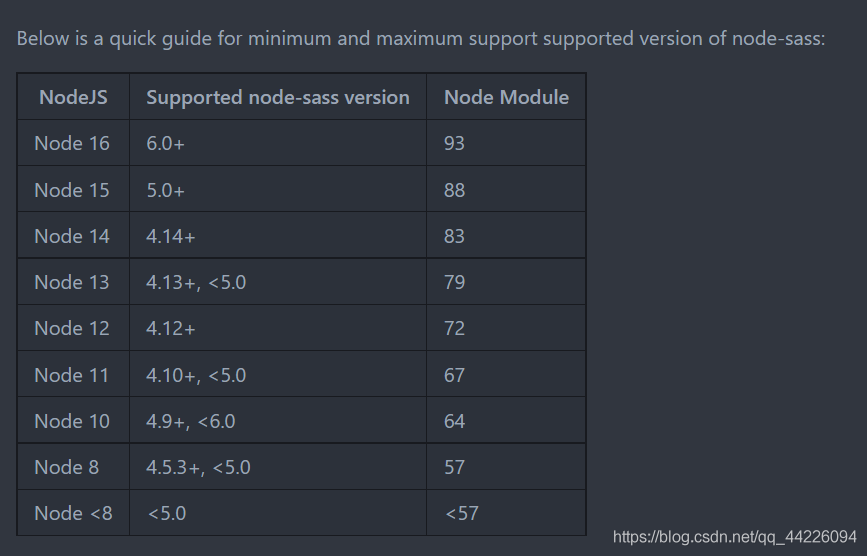 Below is a quick guide for minimum and maximum support supported version of node-sass:
NodeJS Supported node-sass version Node Module
Node 16 6.0+ 93
Node 15 5.0+ 88
Node 14 4.14+ 83
Node 13 4.13+, <5.0 79
Node 12 4.12+ 72
Node 11 4.10+, <5.0 67
Node 10 4.9+, <6.0 64
Node 8 4.5.3+, <5.0 57
Node <8 <5.0 <57
https://blog.csdn.net/qq_44226094